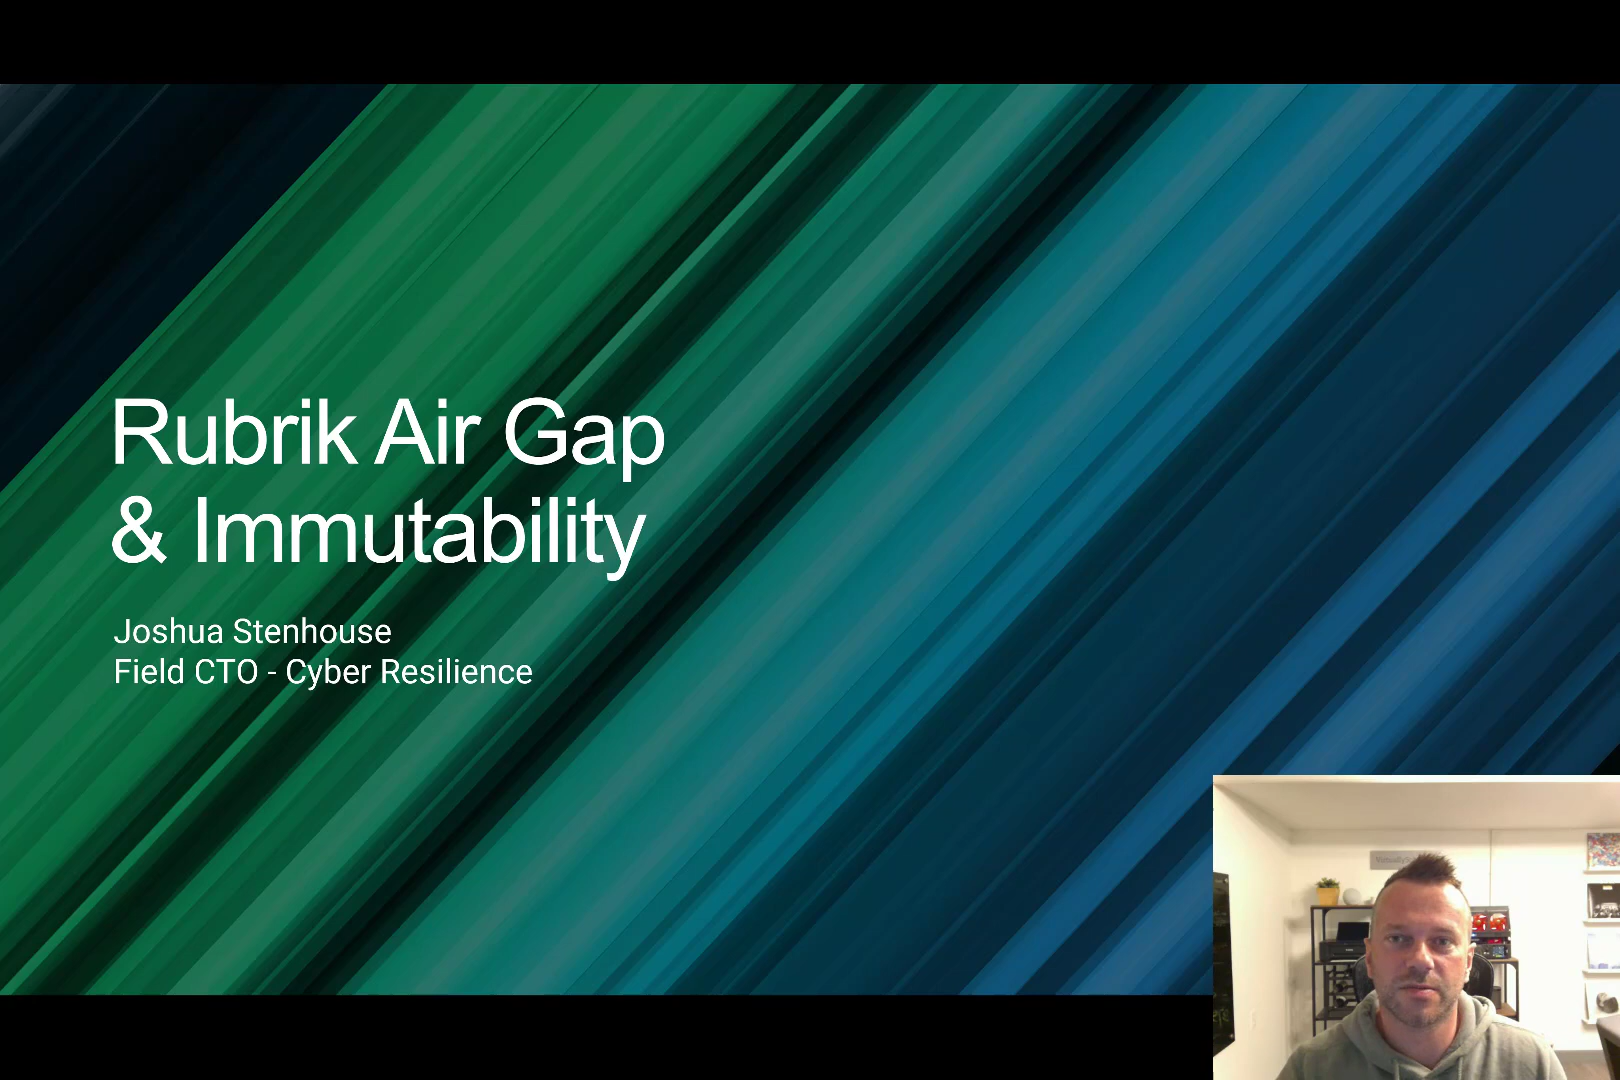 Rubrik Air Gap
& Immutability
Joshua Stenhouse
Field CTO - Cyber Resilience